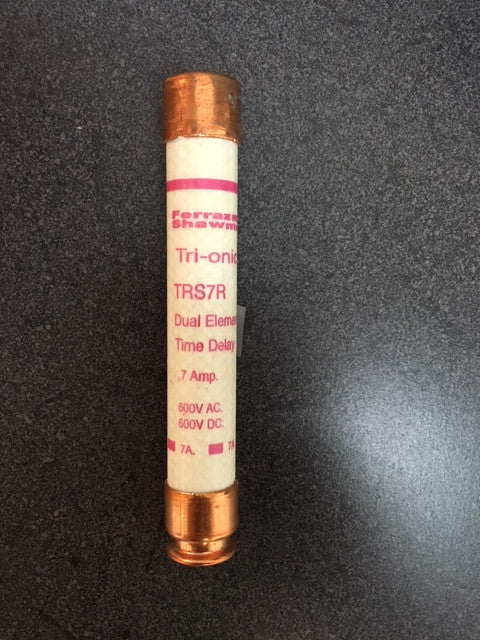 Ferraz
Shawm
Tri-onic
TRS7R
Dual Eleme
Time Delay
7 Amp.
600V AC.
600V DC.
7A. 7A